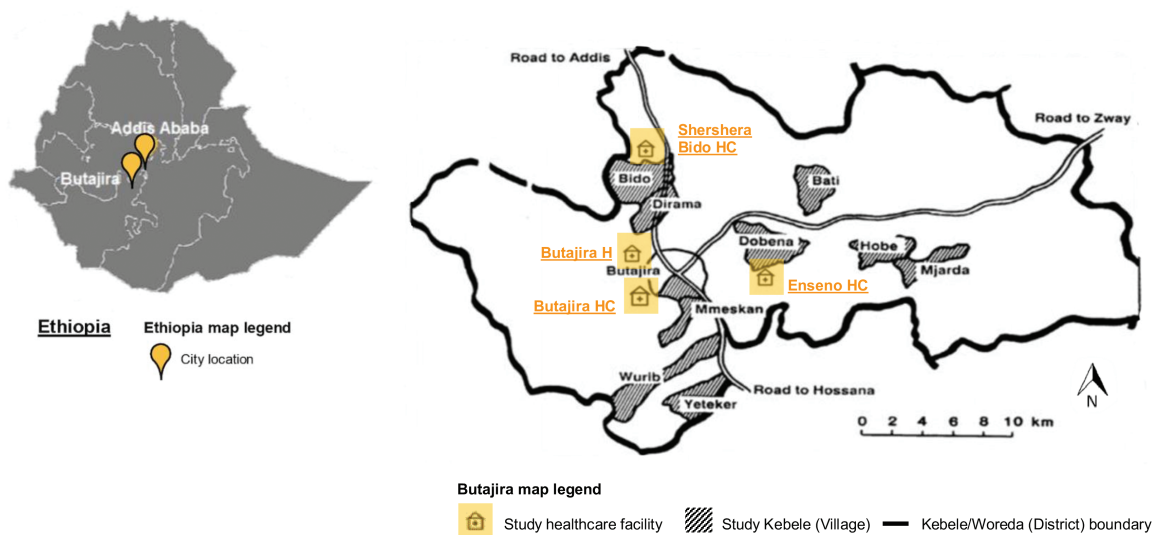 Addis Ababa
Butajira
Ethiopia
Ethiopia map legend
City location
Road to Addis
Road to Zway
Shershera
Bido HC
Bido
Bati
Dirama
Butajira H
Dobena
Hobe
Butajira
Mjarda
Enseno HC
Butajira HC
Mmeskan
Wurib
Road to Hossana
Yeteker
N
0 2 4 6 8 10 km
Butajira map legend
Study healthcare facility
Study Kebele (Village)
Kebele/Woreda (District) boundary